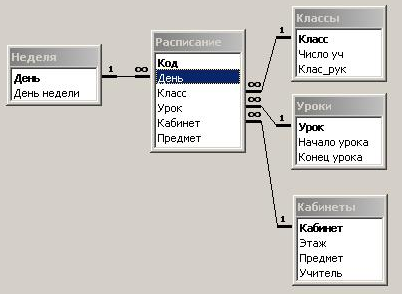 Неделя
День
День недели
1
∞
Расписание
Код
День
Класс
Урок
Кабинет
Предмет
∞
∞
∞
1
Классы
Класс
Число уч
Клас_рук
1
Уроки
Урок
Начало урока
Конец урока
1
Кабинеты
Кабинет
Этаж
Предмет
Учитель